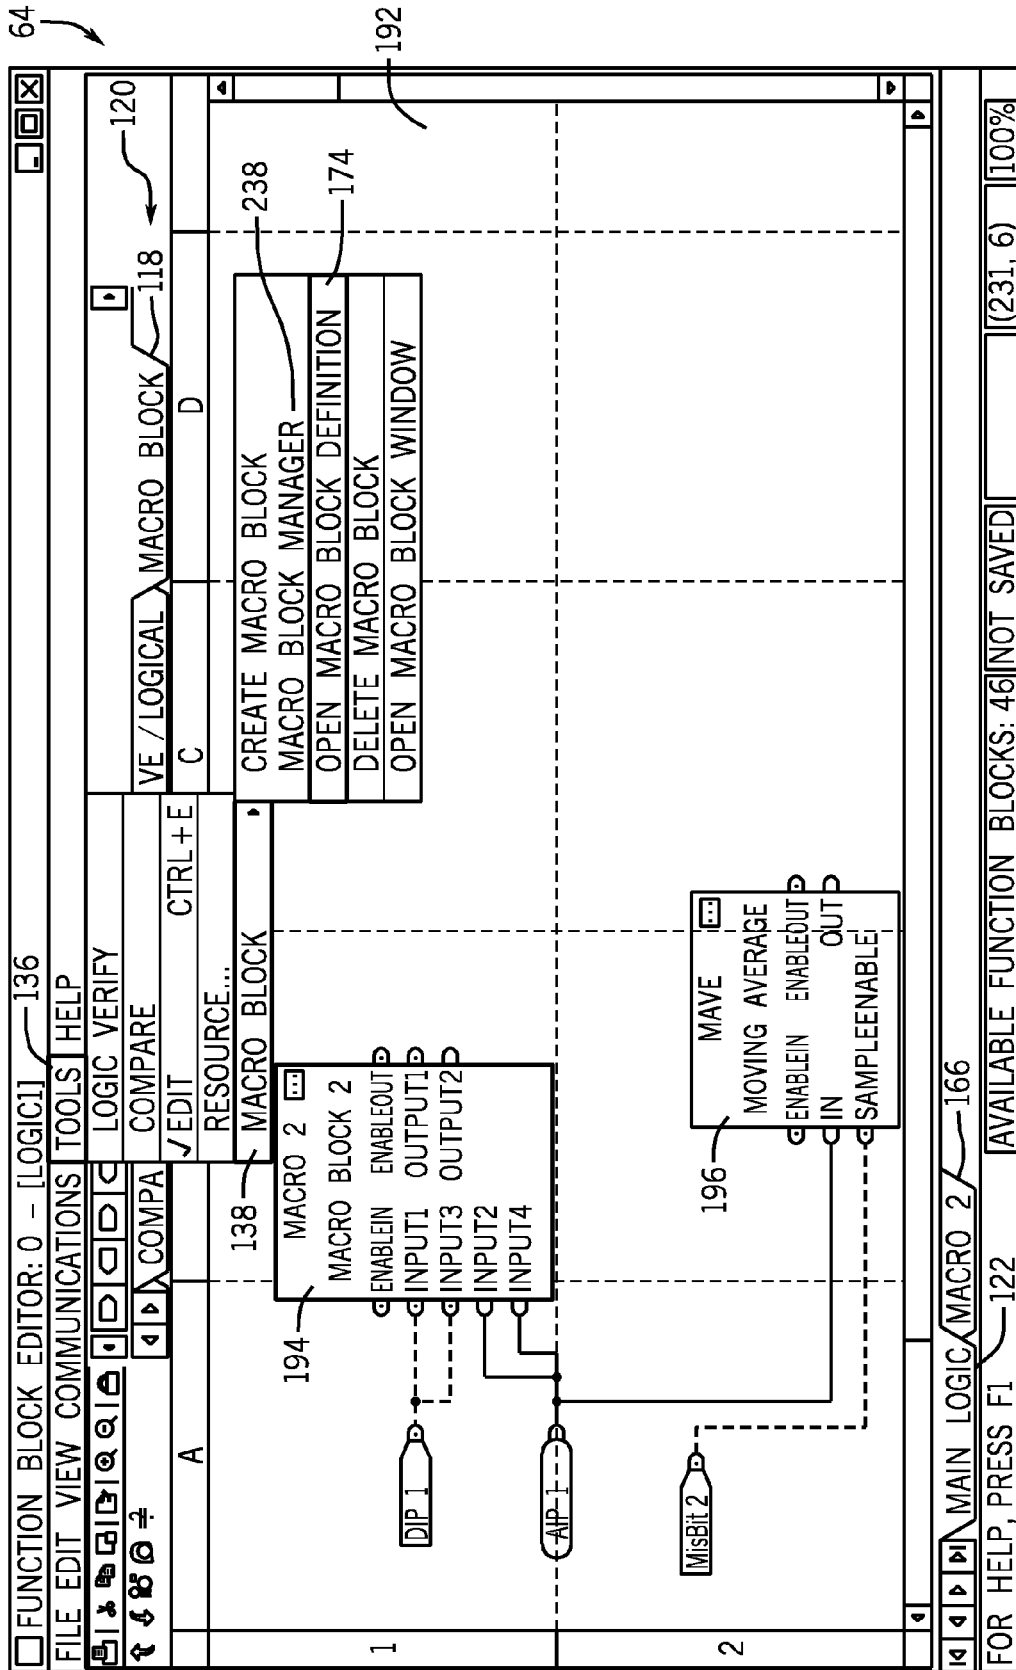 64
FUNCTION BLOCK EDITOR: 0 - [LOGIC1]
136
FILE EDIT VIEW COMMUNICATIONS TOOLS HELP
LOGIC VERIFY
COMPARE
√EDIT CTRL+E
RESOURCE...
MACRO BLOCK
138
COMPA
VE /LOGICAL
MACRO BLOCK
118
120
A
C
D
CREATE MACRO BLOCK
MACRO BLOCK MANAGER
OPEN MACRO BLOCK DEFINITION
DELETE MACRO BLOCK
OPEN MACRO BLOCK WINDOW
238
174
192
1
2
194
MACRO 2
MACRO BLOCK 2
ENABLEIN ENABLEOUT
INPUT1 OUTPUT1
INPUT3 OUTPUT2
INPUT2
INPUT4
DIP 1
AIP 1
MisBit 2
196
MAVE
MOVING AVERAGE
ENABLEIN ENABLEOUT
IN OUT
SAMPLEENABLE
MAIN LOGIC
MACRO 2
166
122
FOR HELP, PRESS F1
AVAILABLE FUNCTION BLOCKS: 46
NOT SAVED
(231, 6)
100%